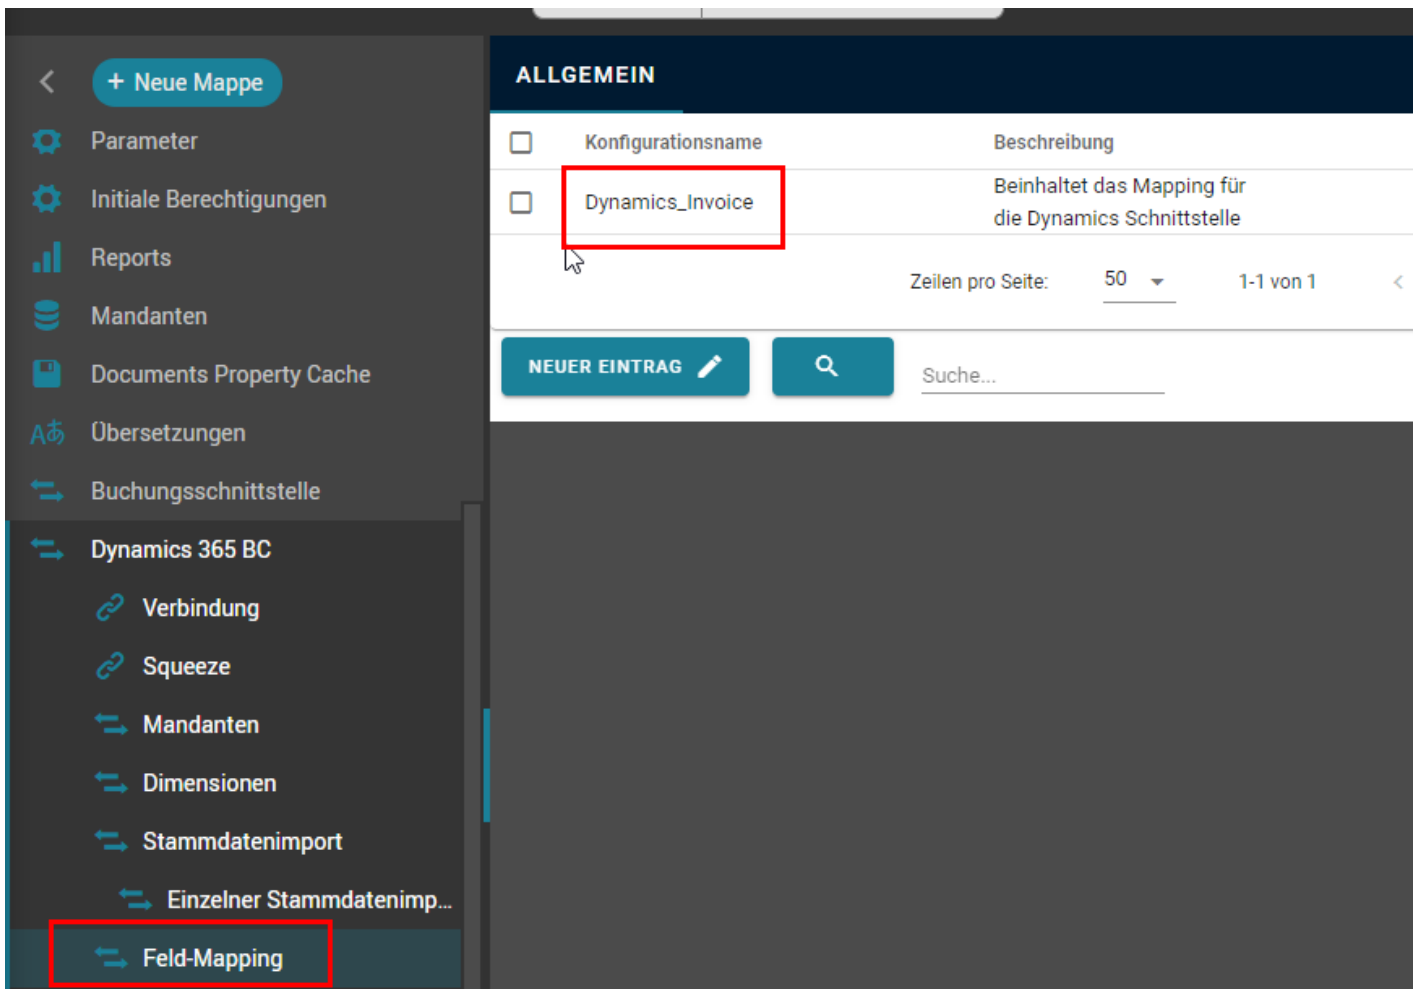 + Neue Mappe
Parameter
Initiale Berechtigungen
Reports
Mandanten
Documents Property Cache
Aあ Übersetzungen
Buchungsschnittstelle
Dynamics 365 BC
Verbindung
Squeeze
Mandanten
Dimensionen
Stammdatenimport
Einzelner Stammdatenimp...
Feld-Mapping
ALLGEMEIN
Konfigurationsname Beschreibung
Dynamics_Invoice Beinhaltet das Mapping für
die Dynamics Schnittstelle
Zeilen pro Seite: 50 1-1 von 1
NEUER EINTRAG Suche...